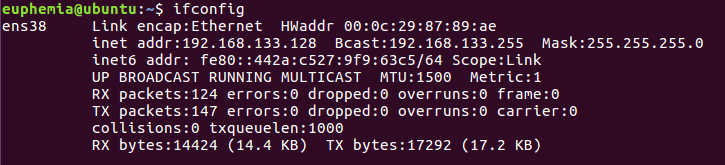 euphemia@ubuntu:~$ ifconfig
ens38     Link encap:Ethernet  HWaddr 00:0c:29:87:89:ae
          inet addr:192.168.133.128  Bcast:192.168.133.255  Mask:255.255.255.0
          inet6 addr: fe80::442a:c527:9f9:63c5/64 Scope:Link
          UP BROADCAST RUNNING MULTICAST  MTU:1500  Metric:1
          RX packets:124 errors:0 dropped:0 overruns:0 frame:0
          TX packets:147 errors:0 dropped:0 overruns:0 carrier:0
          collisions:0 txqueuelen:1000
          RX bytes:14424 (14.4 KB)  TX bytes:17292 (17.2 KB)